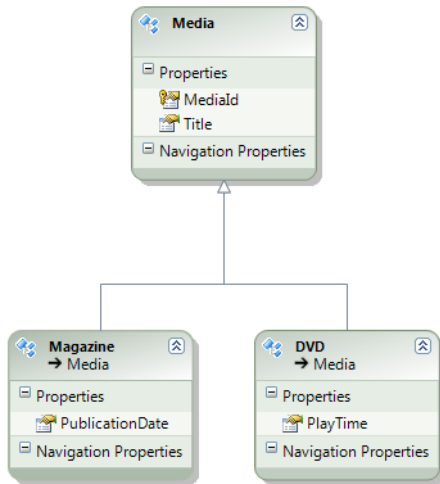 Media
Properties
MediaId
Title
Navigation Properties
Magazine
→ Media
Properties
PublicationDate
Navigation Properties
DVD
→ Media
Properties
PlayTime
Navigation Properties